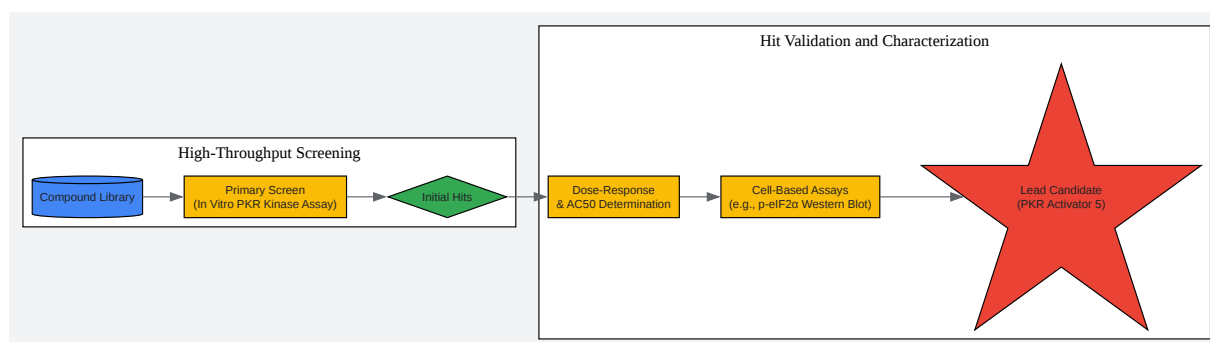 Hit Validation and Characterization
High-Throughput Screening
Compound Library
Primary Screen
(In Vitro PKR Kinase Assay)
Initial Hits
Dose-Response
& AC50 Determination
Cell-Based Assays
(e.g., p-eIF2α Western Blot)
Lead Candidate
(PKR Activator 5)